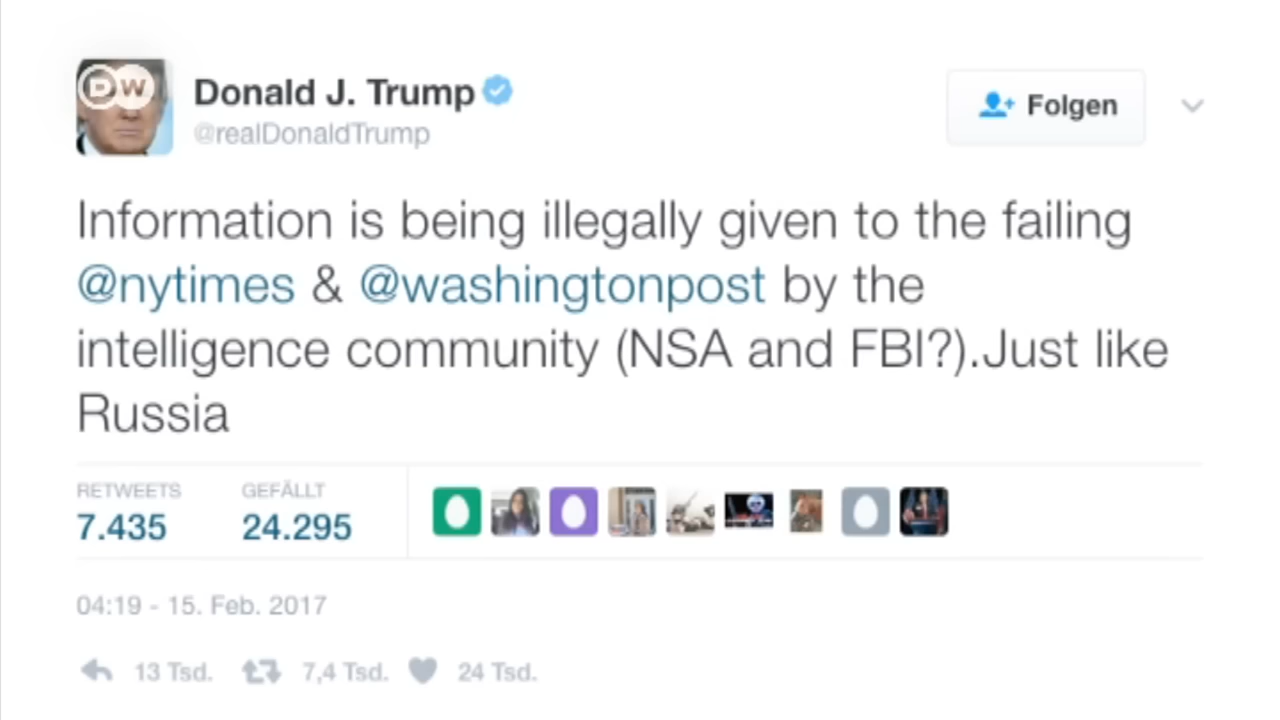 DW
Donald J. Trump
@realDonaldTrump
Folgen
Information is being illegally given to the failing
@nytimes & @washingtonpost by the
intelligence community (NSA and FBI?).Just like
Russia
RETWEETS GEFÄLLT
7.435 24.295
04:19 - 15. Feb. 2017
13 Tsd. 7,4 Tsd. 24 Tsd.